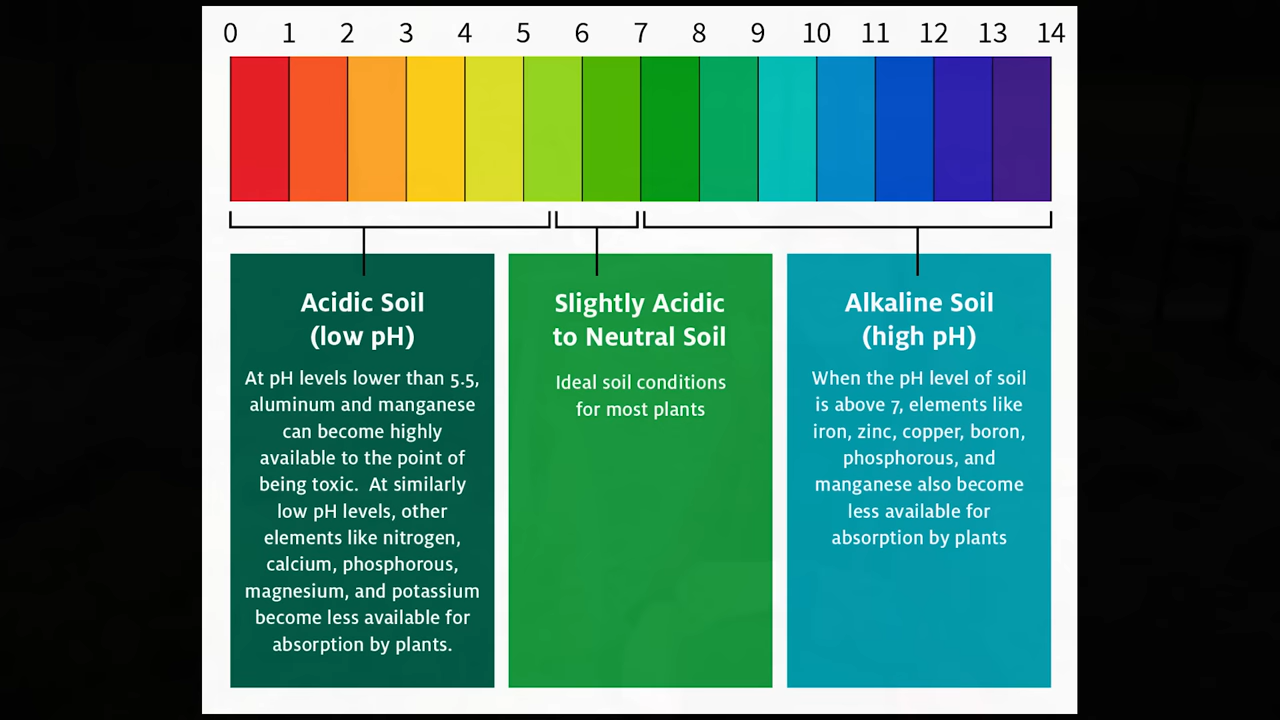 0 1 2 3 4 5 6 7 8 9 10 11 12 13 14
Acidic Soil
(low pH)
At pH levels lower than 5.5,
aluminum and manganese
can become highly
available to the point of
being toxic.  At similarly
low pH levels, other
elements like nitrogen,
calcium, phosphorous,
magnesium, and potassium
become less available for
absorption by plants.
Slightly Acidic
to Neutral Soil
Ideal soil conditions
for most plants
Alkaline Soil
(high pH)
When the pH level of soil
is above 7, elements like
iron, zinc, copper, boron,
phosphorous, and
manganese also become
less available for
absorption by plants